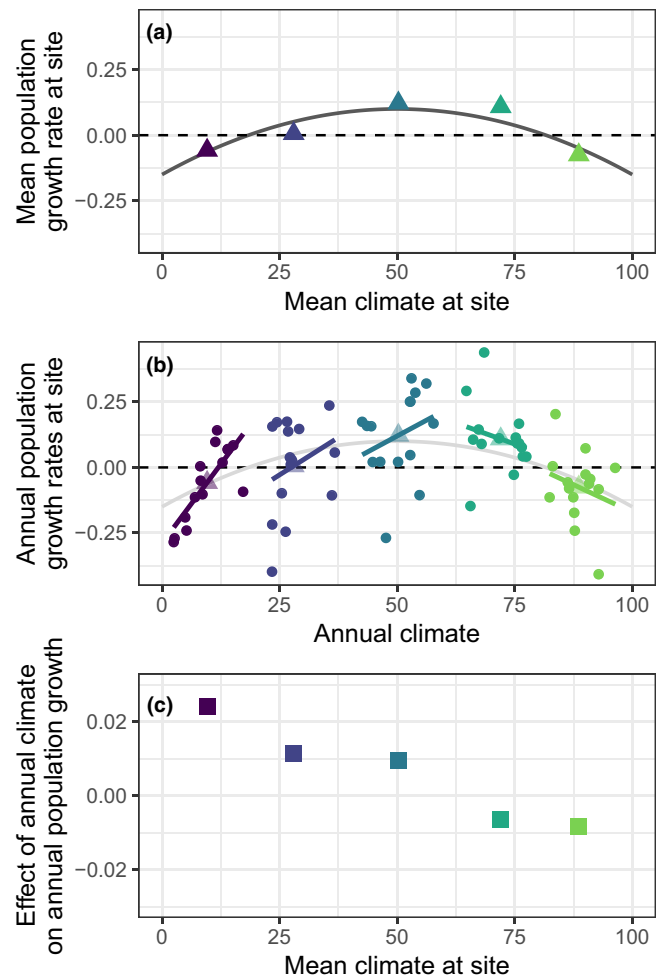 (a)
Mean population
growth rate at site
0.25
0.00
−0.25
0 25 50 75 100
Mean climate at site
(b)
Annual population
growth rates at site
0.25
0.00
−0.25
0 25 50 75 100
Annual climate
(c)
Effect of annual climate
on annual population growth
0.02
0.00
−0.02
0 25 50 75 100
Mean climate at site